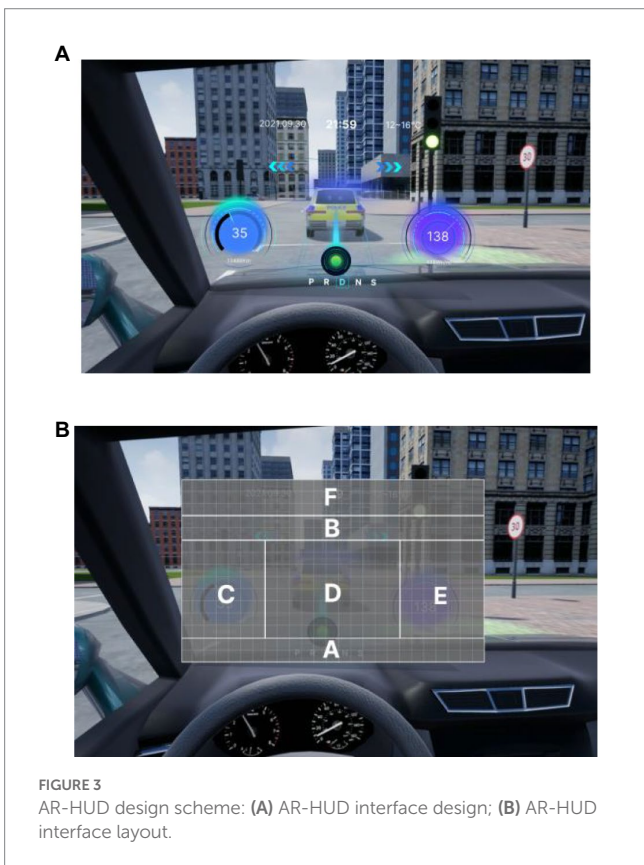 A
2021.09.30 21:59 12~16°C
30
35
138
POLICE
P R D N S
B
F
B
30
C D E
A
FIGURE 3
AR-HUD design scheme: (A) AR-HUD interface design; (B) AR-HUD
interface layout.